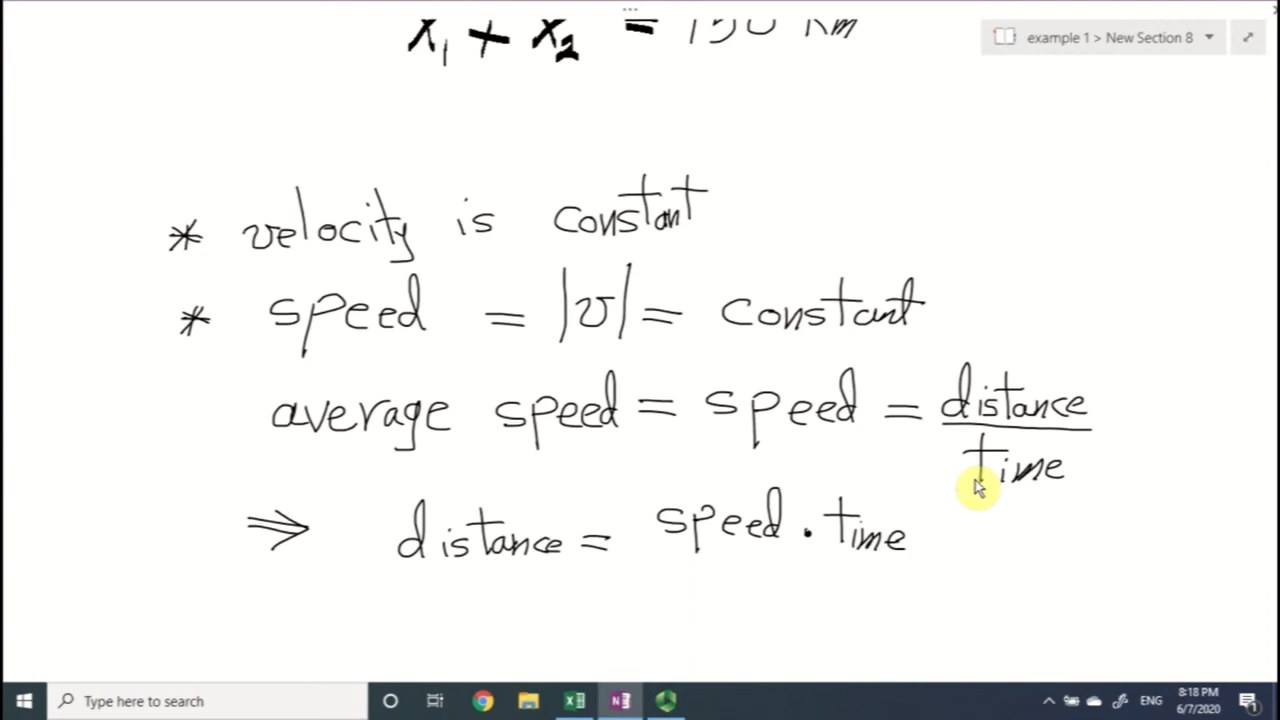 x₁ + x₂ = 150 km
example 1 > New Section 8
* velocity is constant
* speed = |v| = constant
average speed = speed = distance
time
⇒ distance = speed . time
Type here to search
ENG
8:18 PM
6/7/2020
1